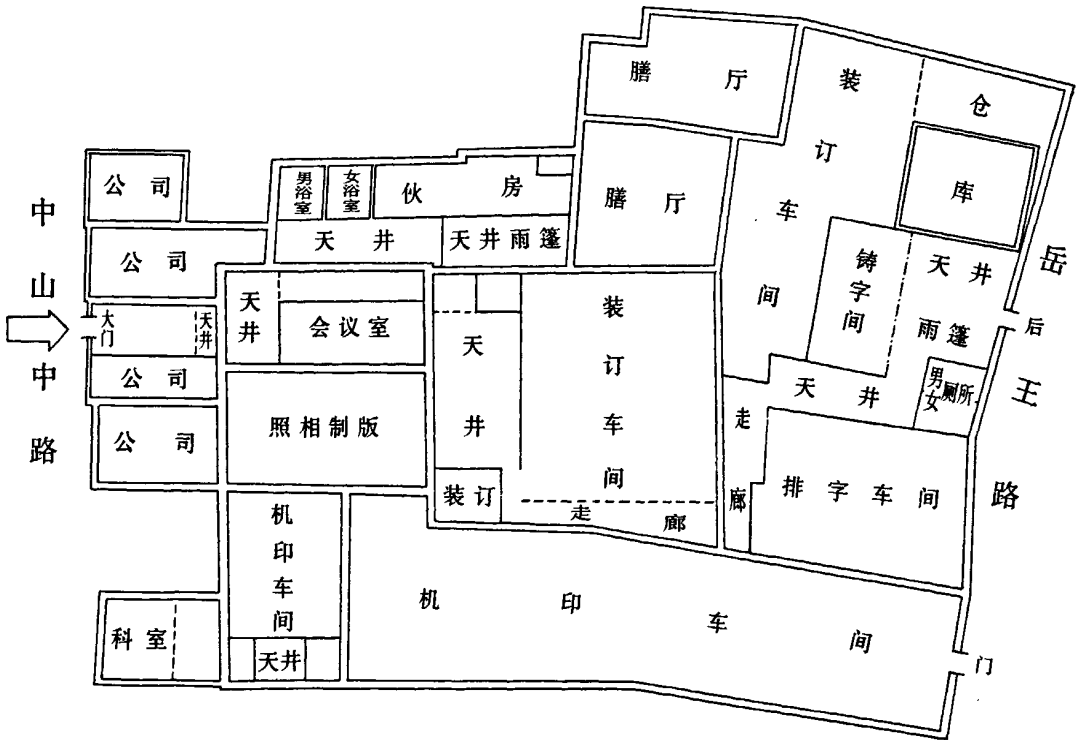 中山中路
公司
公司
大门
天井
公司
公司
科室
男浴室
女浴室
伙房
天井
天井雨篷
膳厅
膳厅
天井
会议室
照相制版
天井
装订
装订车间
走廊
机印车间
天井
机印车间
装订车间
仓库
铸字间
天井雨篷
天井
男女厕所
走廊
排字车间
岳王路
后门